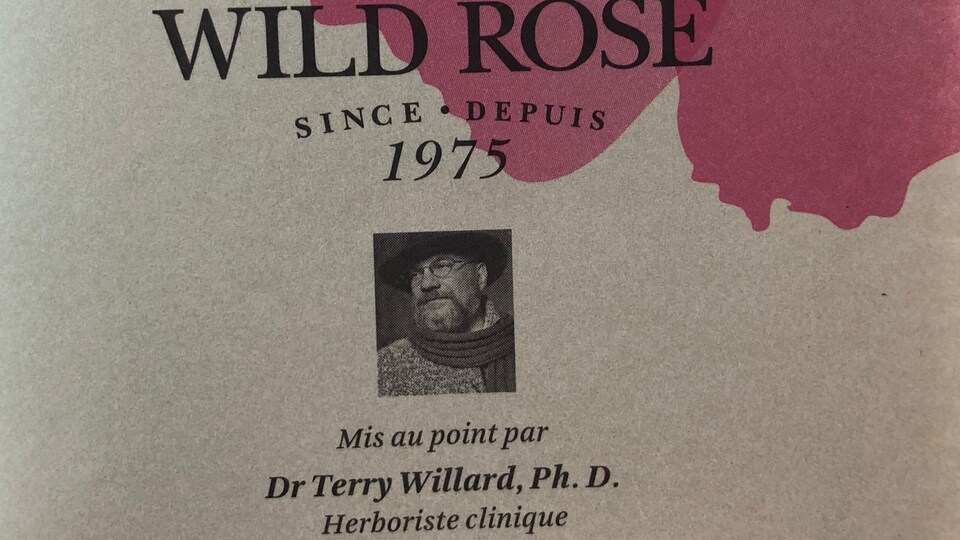 WILD ROSE
SINCE • DEPUIS
1975
Mis au point par
Dr Terry Willard, Ph. D.
Herboriste clinique